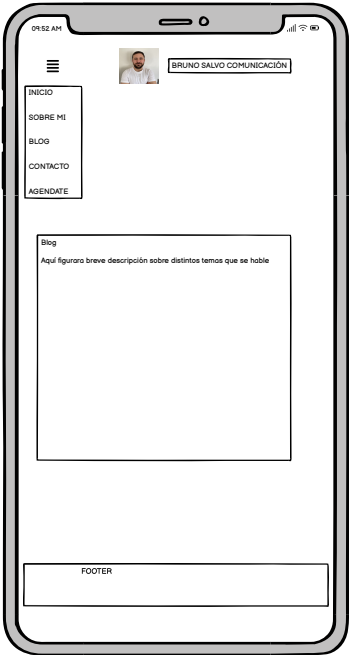 09:52 AM
BRUNO SALVO COMUNICACIÓN
INICIO
SOBRE MI
BLOG
CONTACTO
AGENDATE
Blog
Aquí figurara breve descripción sobre distintos temas que se hable
FOOTER